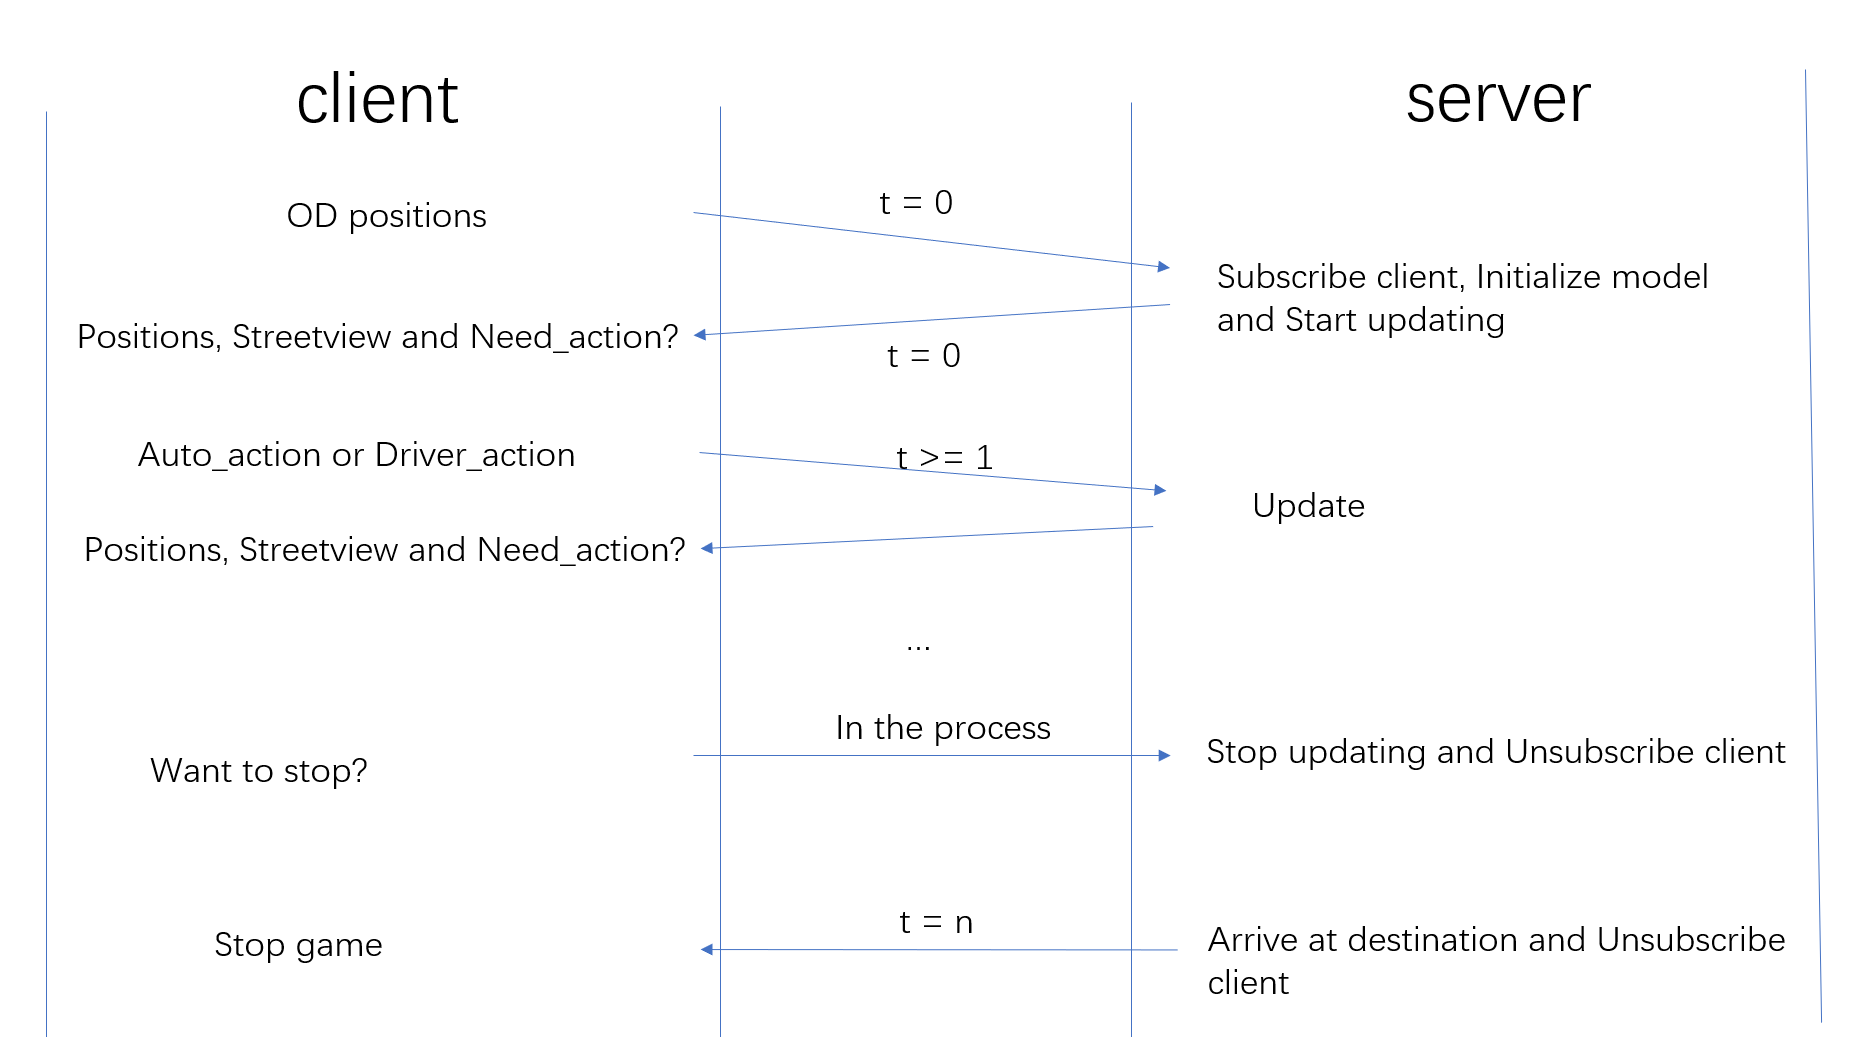 client
server
OD positions
t = 0
Subscribe client, Initialize model
and Start updating
Positions, Streetview and Need_action?
t = 0
Auto_action or Driver_action
t >= 1
Update
Positions, Streetview and Need_action?
...
In the process
Want to stop?
Stop updating and Unsubscribe client
t = n
Stop game
Arrive at destination and Unsubscribe
client